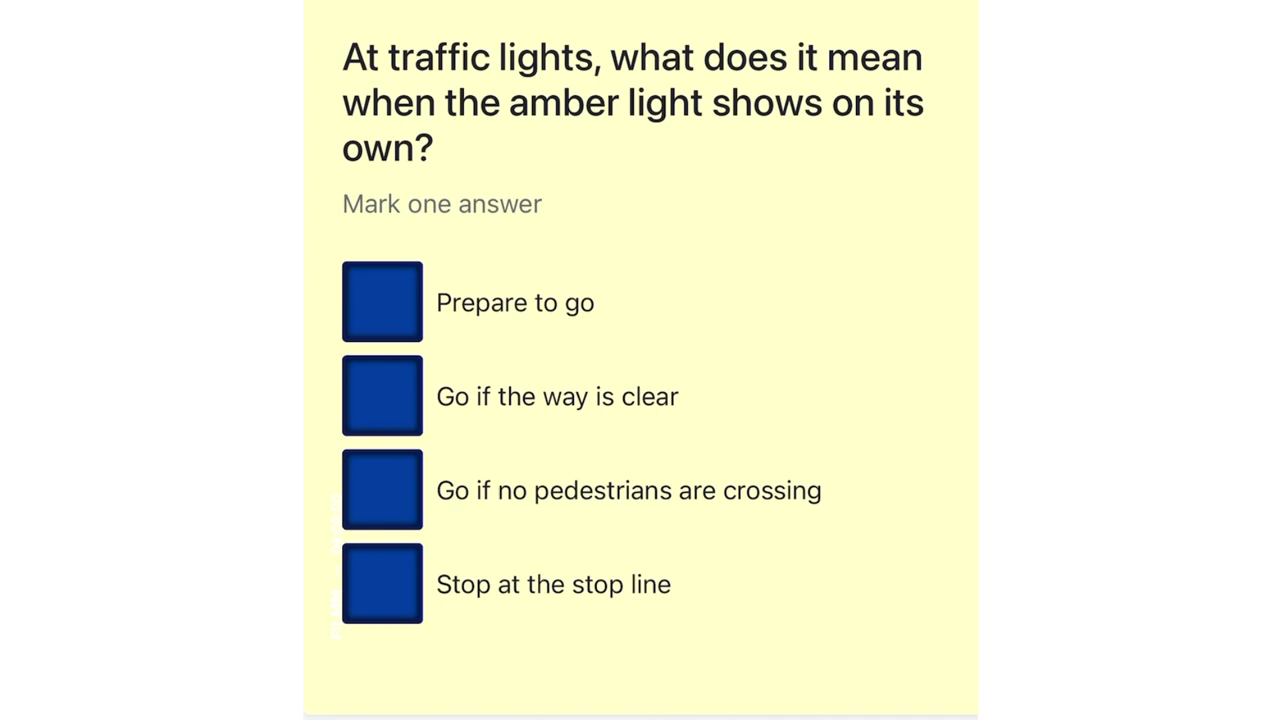 At traffic lights, what does it mean
when the amber light shows on its
own?
Mark one answer
Prepare to go
Go if the way is clear
Go if no pedestrians are crossing
Stop at the stop line